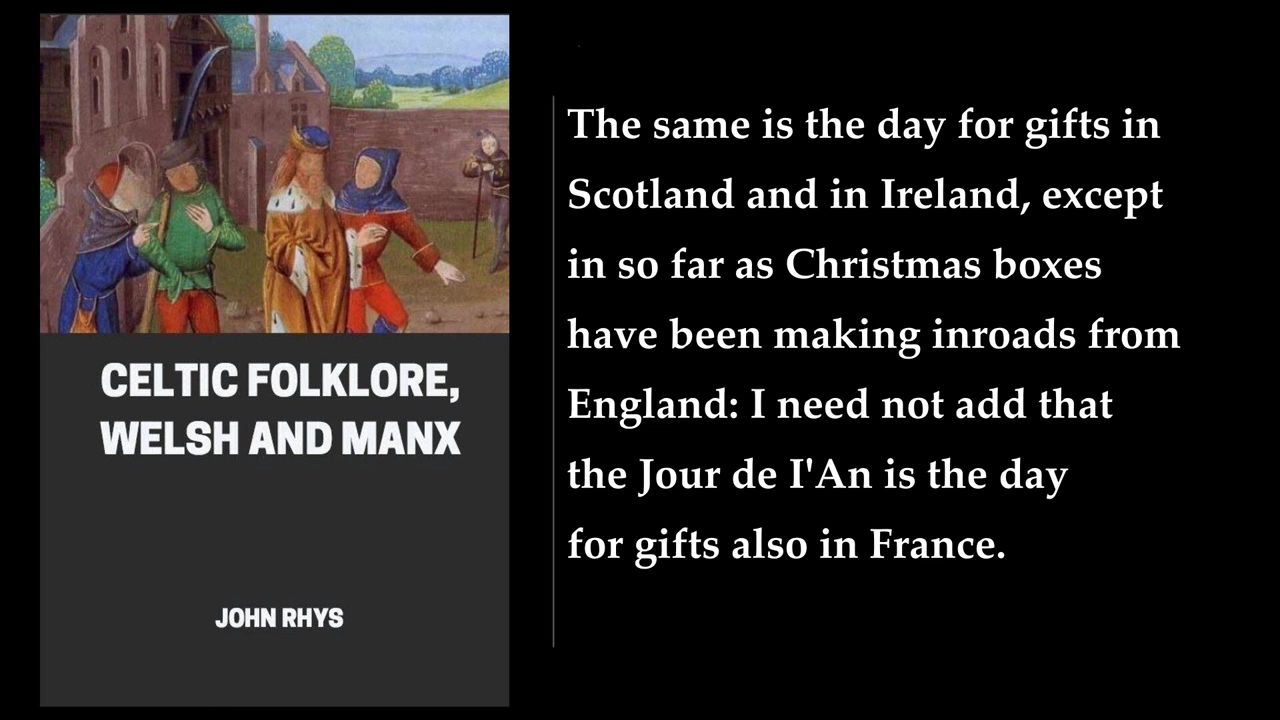 CELTIC FOLKLORE,
WELSH AND MANX
JOHN RHYS
The same is the day for gifts in
Scotland and in Ireland, except
in so far as Christmas boxes
have been making inroads from
England: I need not add that
the Jour de I'An is the day
for gifts also in France.